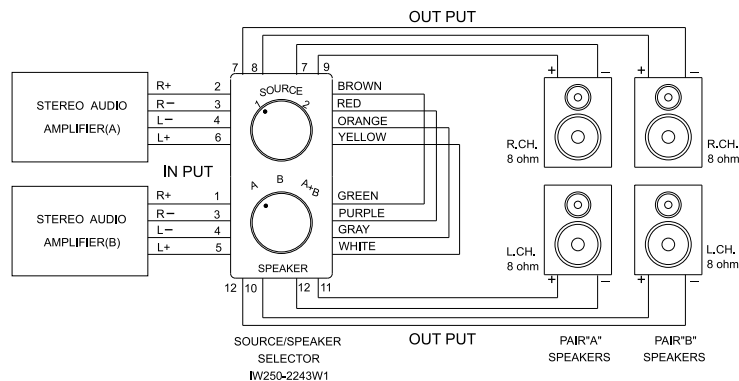 OUT PUT
7 8 7 9
STEREO AUDIO
AMPLIFIER(A)
R+ 2
R− 3
L− 4
L+ 6
SOURCE
1 2
BROWN
RED
ORANGE
YELLOW
+ − + −
R.CH.
8 ohm
R.CH.
8 ohm
IN PUT
STEREO AUDIO
AMPLIFIER(B)
R+ 1
R− 3
L− 4
L+ 5
A B A+B
SPEAKER
GREEN
PURPLE
GRAY
WHITE
L.CH.
8 ohm
L.CH.
8 ohm
+ − + −
12 10 12 11
OUT PUT
SOURCE/SPEAKER
SELECTOR
IW250-2243W1
PAIR"A"
SPEAKERS
PAIR"B"
SPEAKERS